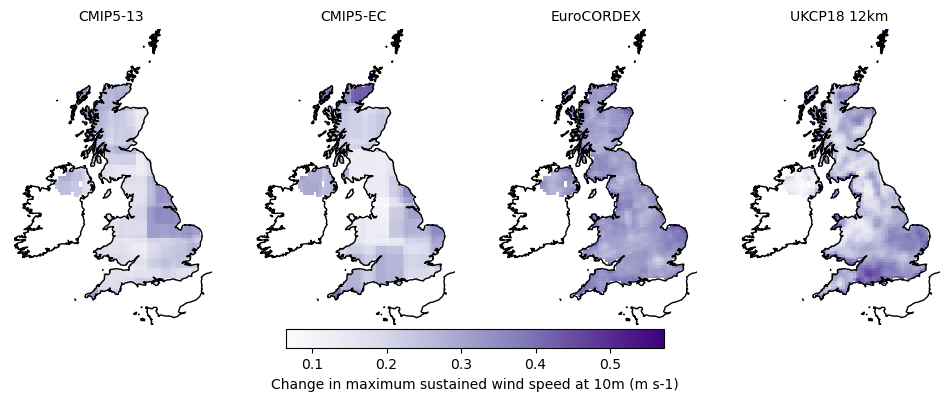 CMIP5-13 CMIP5-EC EuroCORDEX UKCP18 12km
0.1 0.2 0.3 0.4 0.5
Change in maximum sustained wind speed at 10m (m s-1)